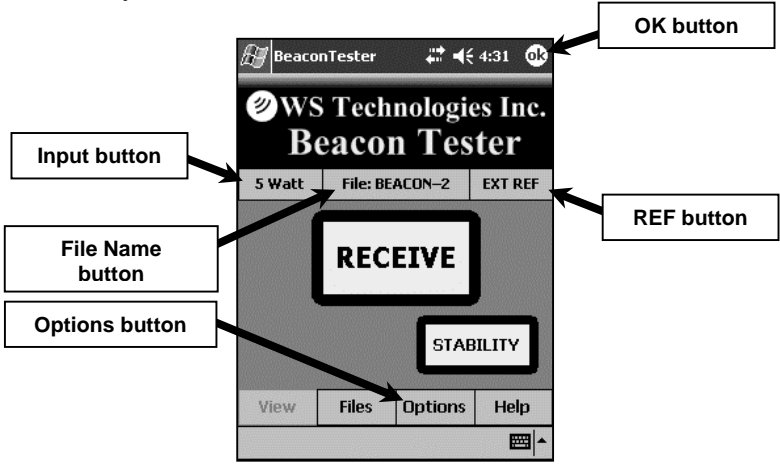 OK button
BeaconTester 4:31 ok
WS Technologies Inc.
Beacon Tester
Input button
5 Watt File: BEACON-2 EXT REF
REF button
File Name
button
RECEIVE
Options button
STABILITY
View Files Options Help